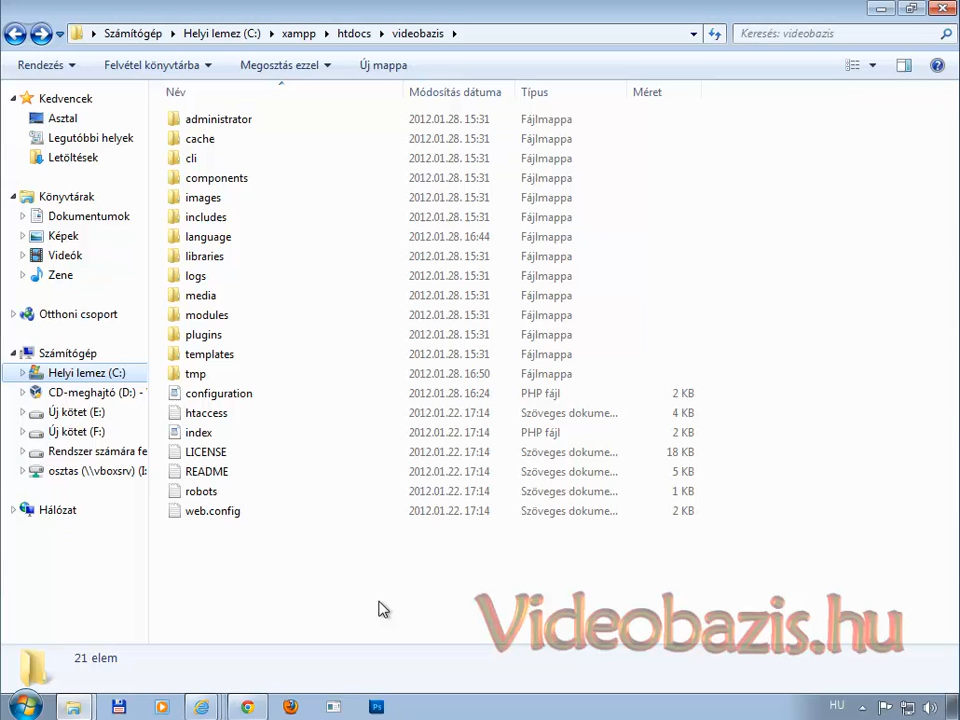 Számítógép ▸ Helyi lemez (C:) ▸ xampp ▸ htdocs ▸ videobazis ▸
Keresés: videobazis
Rendezés
Felvétel könyvtárba
Megosztás ezzel
Új mappa
Kedvencek
Asztal
Legutóbbi helyek
Letöltések
Könyvtárak
Dokumentumok
Képek
Videók
Zene
Otthoni csoport
Számítógép
Helyi lemez (C:)
CD-meghajtó (D:) -
Új kötet (E:)
Új kötet (F:)
Rendszer számára fe
osztas (\\vboxsrv) (I:
Hálózat
Név Módosítás dátuma Típus Méret
administrator 2012.01.28. 15:31 Fájlmappa
cache 2012.01.28. 15:31 Fájlmappa
cli 2012.01.28. 15:31 Fájlmappa
components 2012.01.28. 15:31 Fájlmappa
images 2012.01.28. 15:31 Fájlmappa
includes 2012.01.28. 15:31 Fájlmappa
language 2012.01.28. 16:44 Fájlmappa
libraries 2012.01.28. 15:31 Fájlmappa
logs 2012.01.28. 15:31 Fájlmappa
media 2012.01.28. 15:31 Fájlmappa
modules 2012.01.28. 15:31 Fájlmappa
plugins 2012.01.28. 15:31 Fájlmappa
templates 2012.01.28. 15:31 Fájlmappa
tmp 2012.01.28. 16:50 Fájlmappa
configuration 2012.01.28. 16:24 PHP fájl 2 KB
htaccess 2012.01.22. 17:14 Szöveges dokume... 4 KB
index 2012.01.22. 17:14 PHP fájl 2 KB
LICENSE 2012.01.22. 17:14 Szöveges dokume... 18 KB
README 2012.01.22. 17:14 Szöveges dokume... 5 KB
robots 2012.01.22. 17:14 Szöveges dokume... 1 KB
web.config 2012.01.22. 17:14 Szöveges dokume... 2 KB
Videobazis.hu
21 elem
Ps
HU